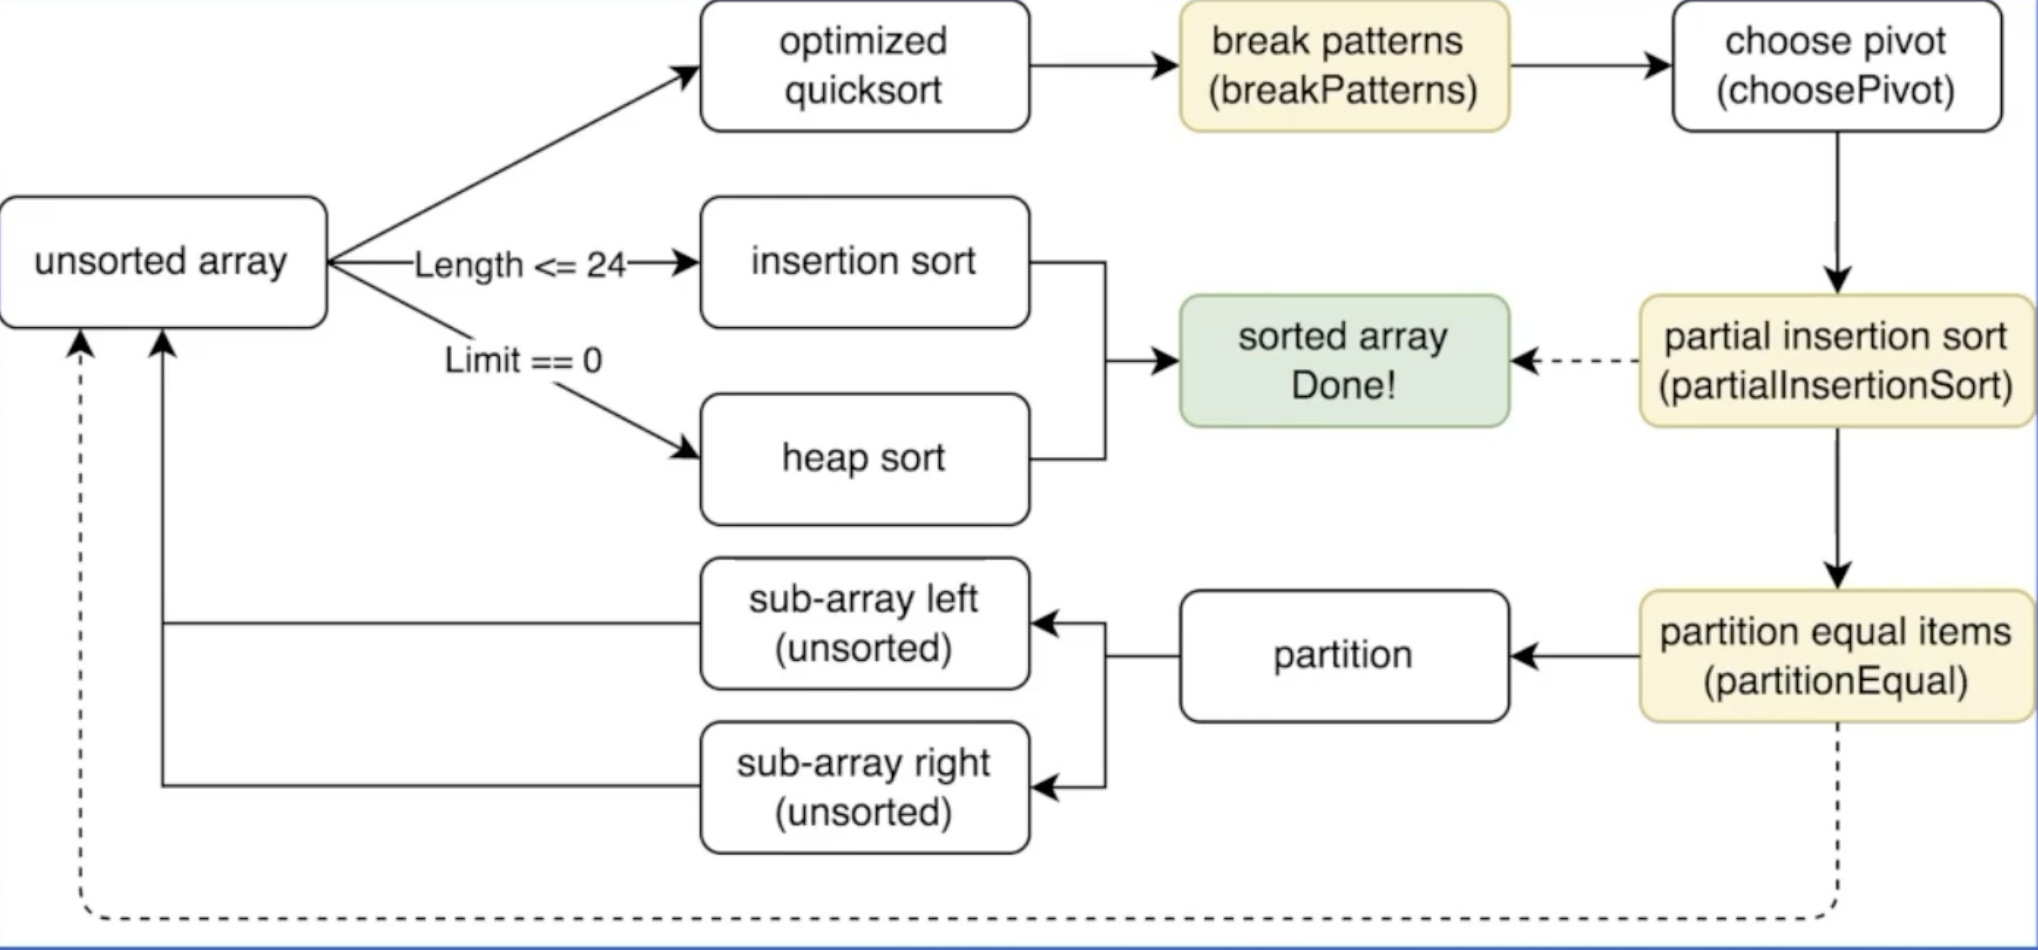 optimized
quicksort
break patterns
(breakPatterns)
choose pivot
(choosePivot)
unsorted array
Length <= 24
insertion sort
Limit == 0
heap sort
sorted array
Done!
partial insertion sort
(partialInsertionSort)
sub-array left
(unsorted)
partition
partition equal items
(partitionEqual)
sub-array right
(unsorted)